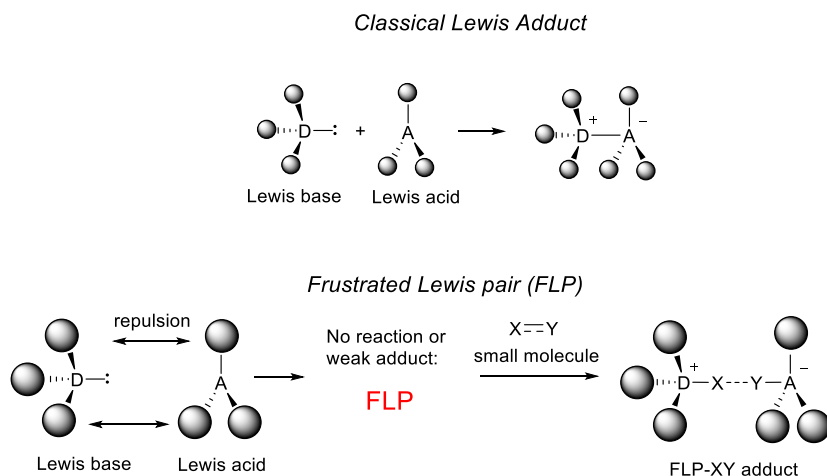 Classical Lewis Adduct
D : + A D + A −
Lewis base Lewis acid
Frustrated Lewis pair (FLP)
repulsion
No reaction or
weak adduct:
FLP
X Y
small molecule
D : A D + X Y A −
Lewis base Lewis acid
FLP-XY adduct